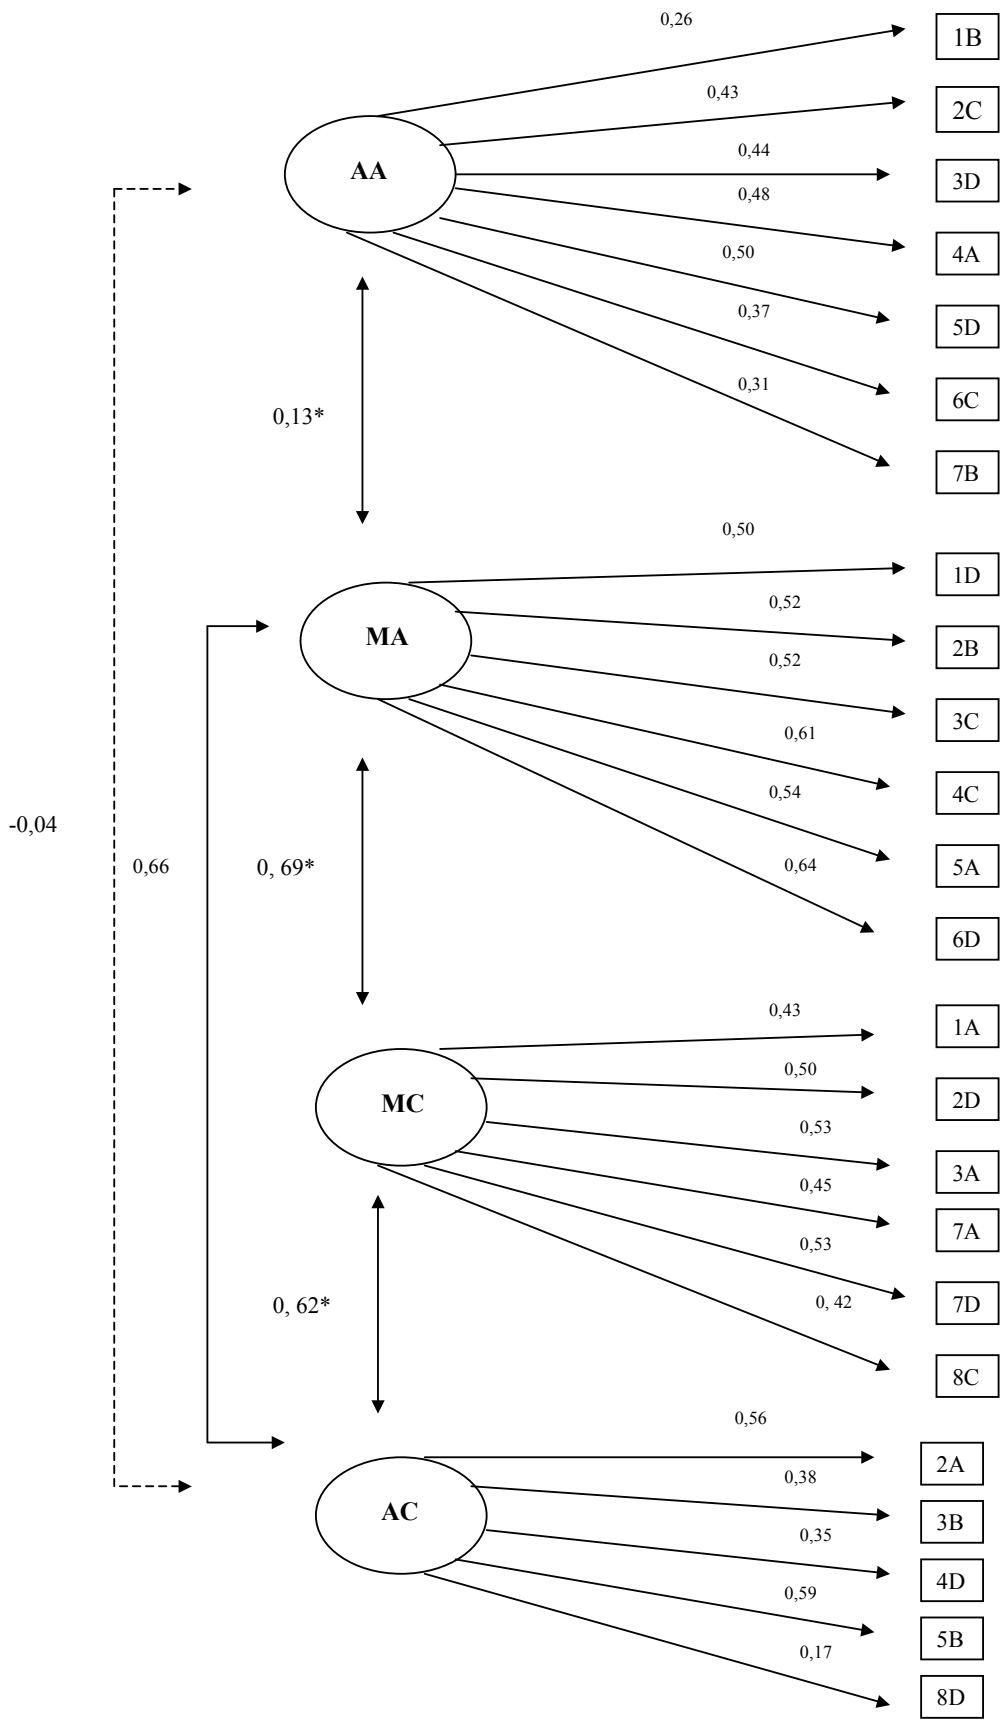 0,26
1B
0,43
2C
0,44
AA
3D
0,48
4A
0,50
5D
0,37
6C
0,31
0,13*
7B
0,50
1D
0,52
MA
2B
0,52
3C
0,61
4C
0,54
-0,04
0,66
0, 69*
0,64
5A
6D
0,43
1A
0,50
MC
2D
0,53
3A
0,45
7A
0,53
0, 62*
0, 42
7D
8C
0,56
2A
0,38
AC
3B
0,35
4D
0,59
5B
0,17
8D